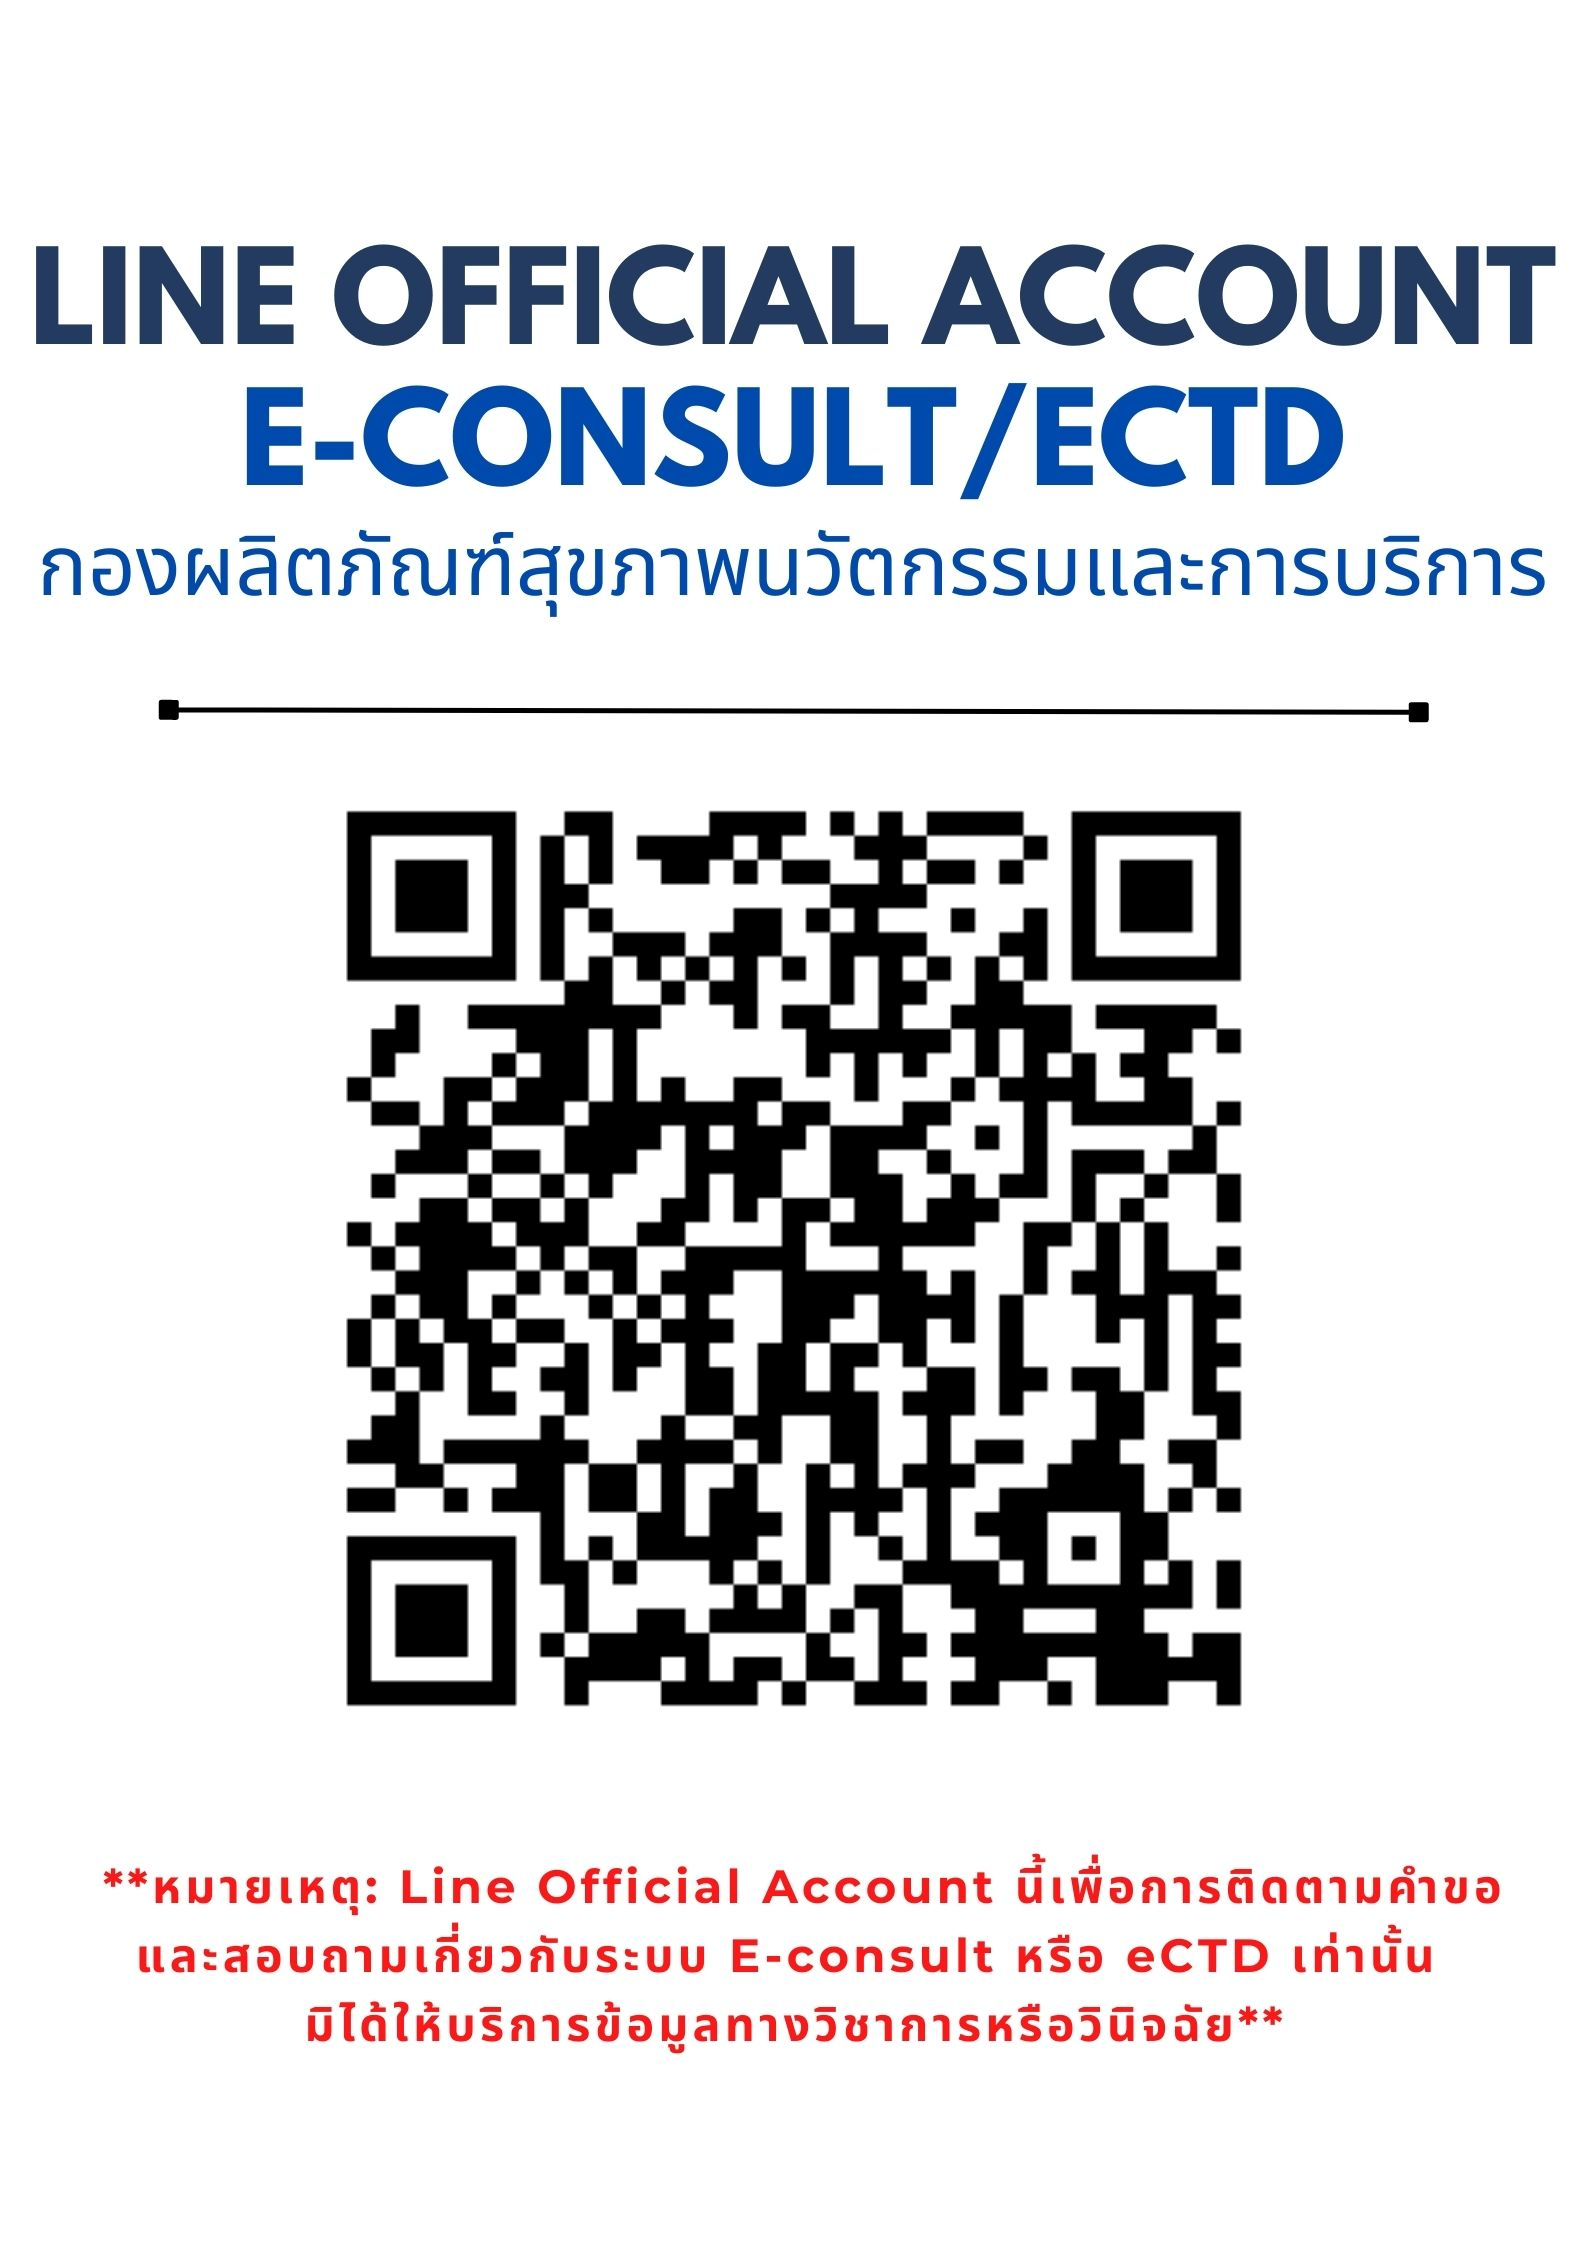 LINE OFFICIAL ACCOUNT
E-CONSULT/ECTD
กองผลิตภัณฑ์สุขภาพนวัตกรรมและการบริการ
**หมายเหตุ: Line Official Account นี้เพื่อการติดตามคำขอ
และสอบถามเกี่ยวกับระบบ E-consult หรือ eCTD เท่านั้น
มิได้ให้บริการข้อมูลทางวิชาการหรือวินิจฉัย**